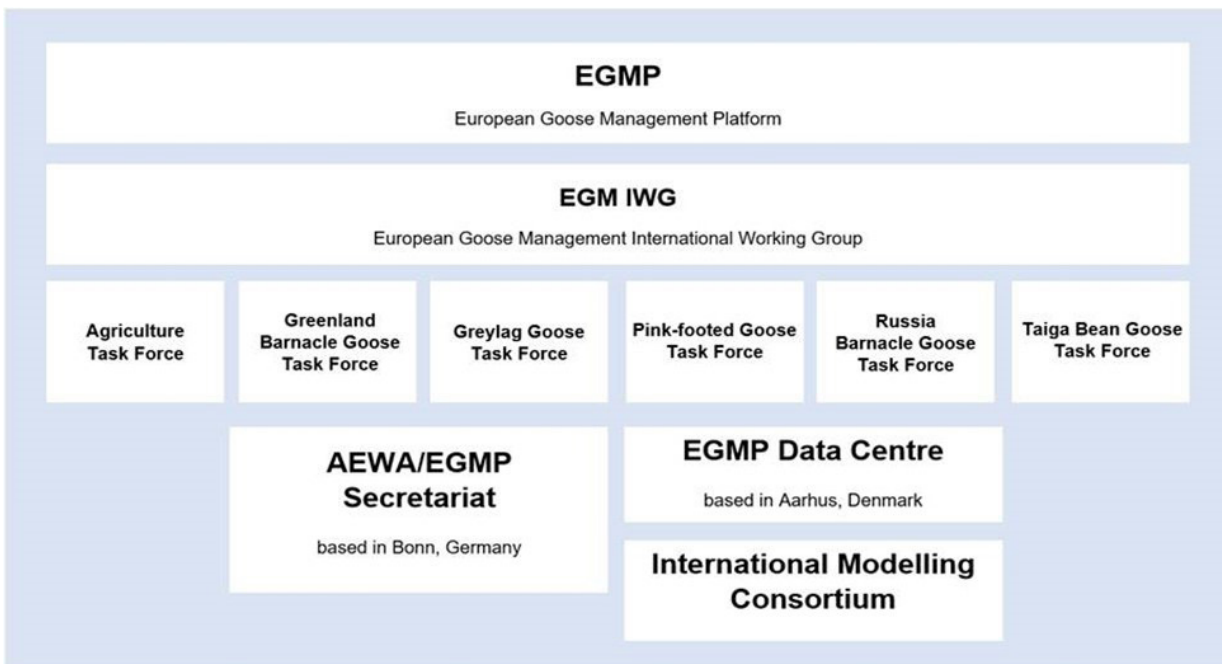 EGMP
European Goose Management Platform
EGM IWG
European Goose Management International Working Group
Agriculture
Task Force
Greenland
Barnacle Goose
Task Force
Greylag Goose
Task Force
Pink-footed Goose
Task Force
Russia
Barnacle Goose
Task Force
Taiga Bean Goose
Task Force
AEWA/EGMP
Secretariat
based in Bonn, Germany
EGMP Data Centre
based in Aarhus, Denmark
International Modelling
Consortium